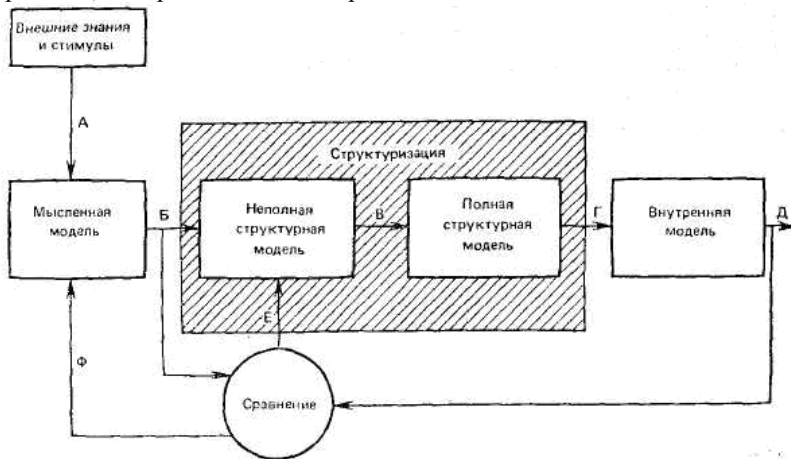 Внешние знания
и стимулы
А
Структуризация
Мысленная
модель
Б
Неполная
структурная
модель
В
Полная
структурная
модель
Г
Внутренняя
модель
Д
Е
Ф
Сравнение